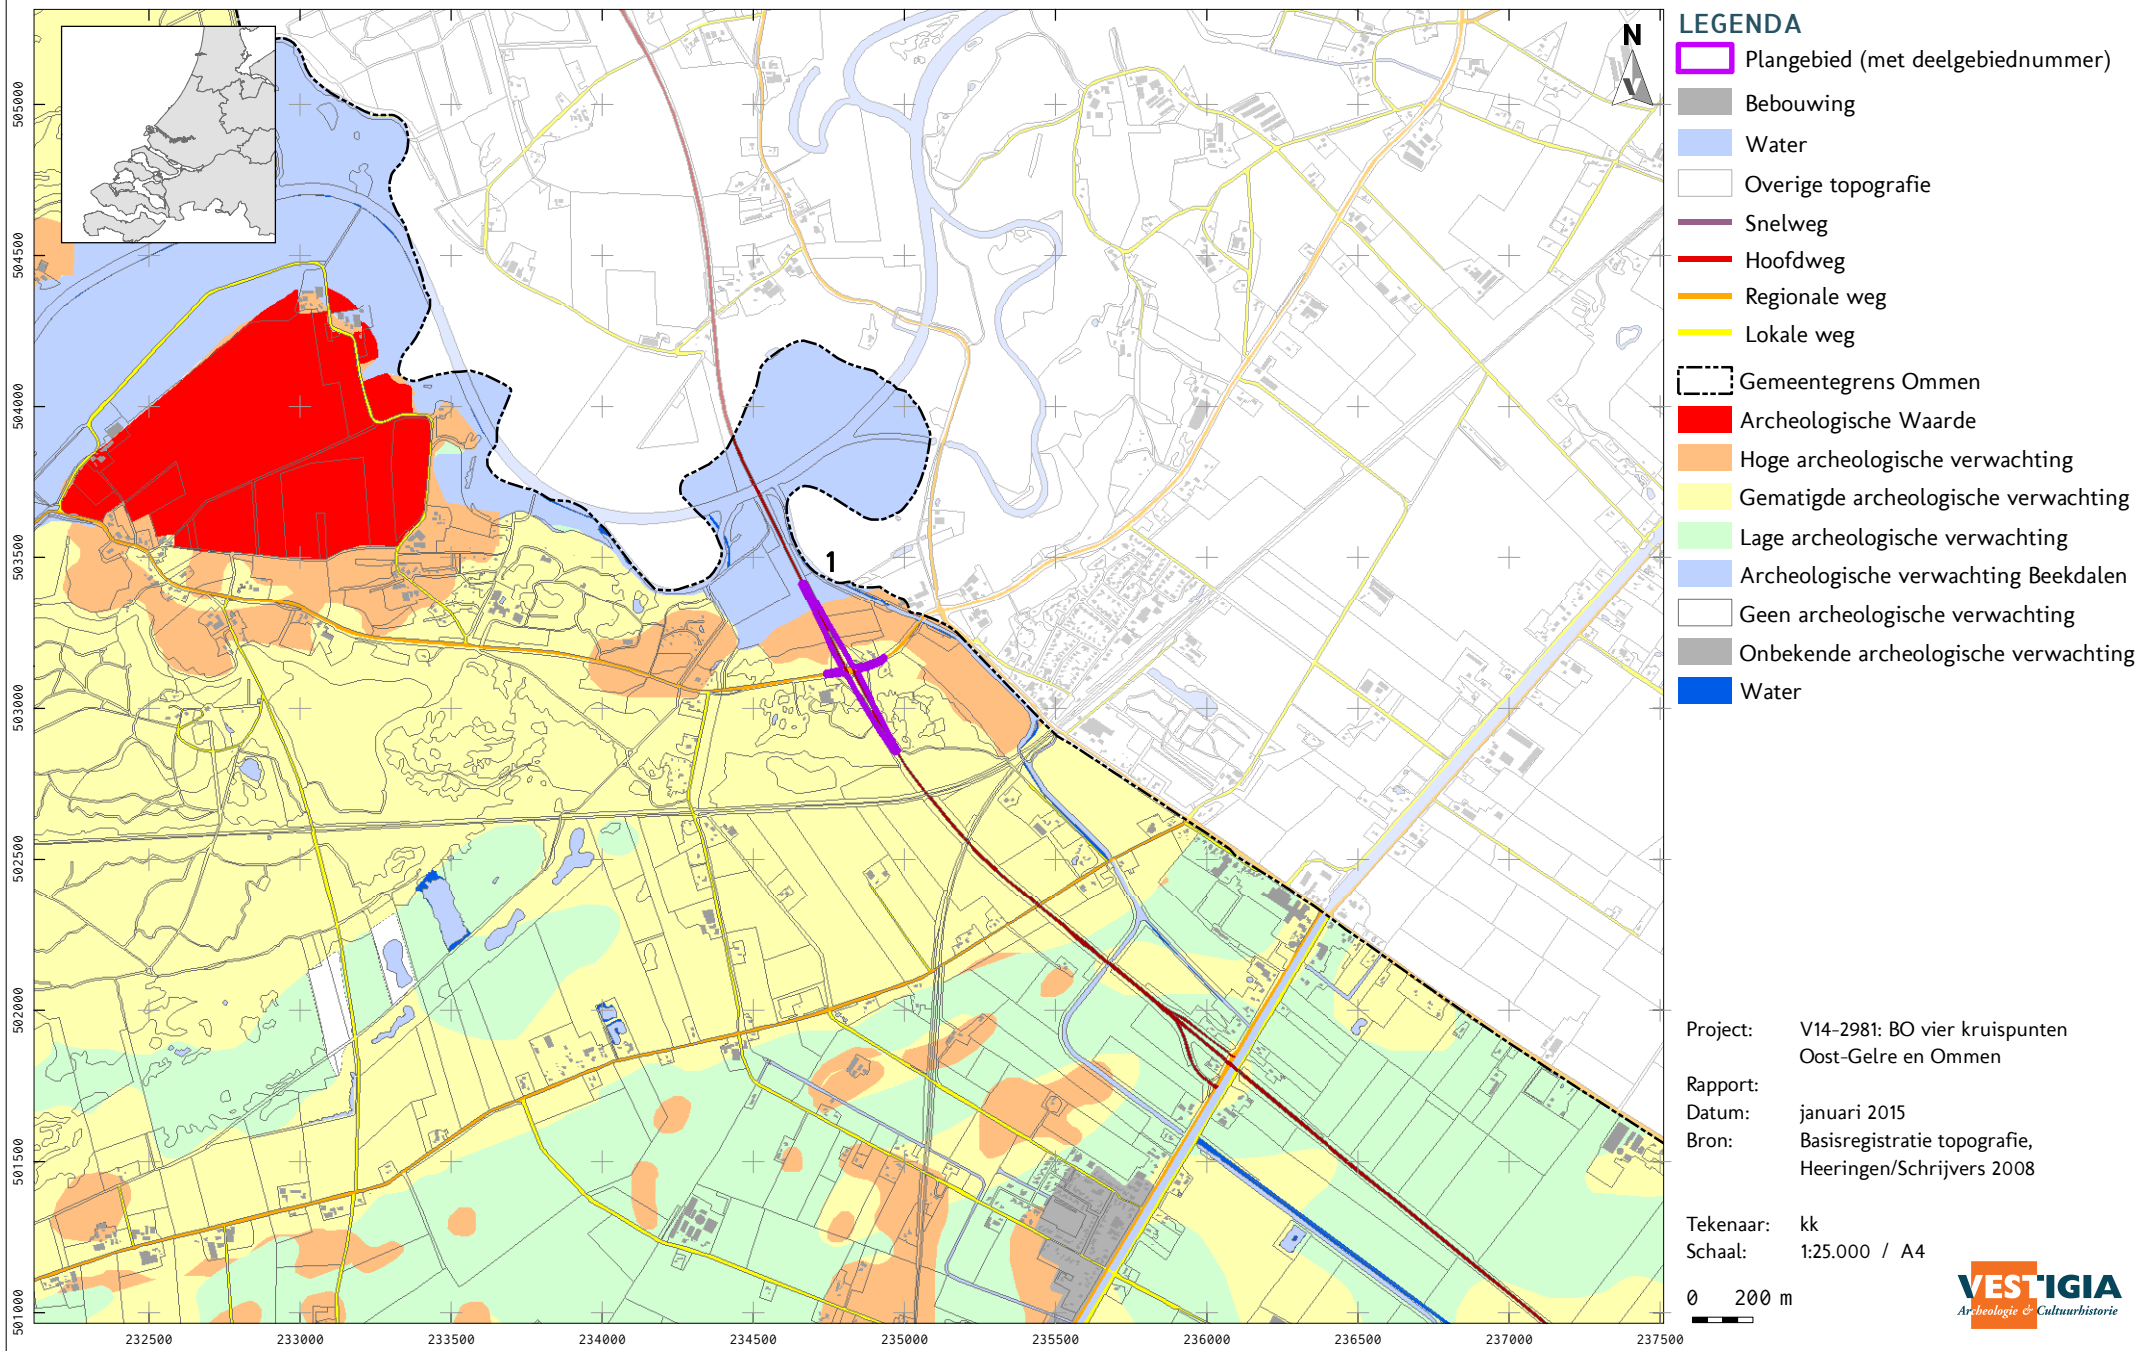 LEGENDA
Plangebied (met deelgebiednummer)
Bebouwing
Water
Overige topografie
Snelweg
Hoofdweg
Regionale weg
Lokale weg
Gemeentegrens Ommen
Archeologische Waarde
Hoge archeologische verwachting
Gematigde archeologische verwachting
Lage archeologische verwachting
Archeologische verwachting Beekdalen
Geen archeologische verwachting
Onbekende archeologische verwachting
Water
N
1
505000
504500
504000
503500
503000
502500
502000
501500
501000
232500 233000 233500 234000 234500 235000 235500 236000 236500 237000 237500
Project: V14-2981: BO vier kruispunten
Oost-Gelre en Ommen
Rapport:
Datum: januari 2015
Bron: Basisregistratie topografie,
Heeringen/Schrijvers 2008
Tekenaar: kk
Schaal: 1:25.000 / A4
0 200 m
VESTIGIA
Archeologie & Cultuurhistorie